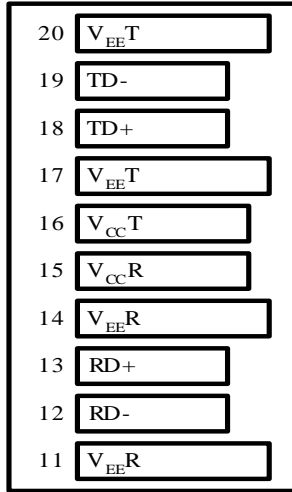 20 VEET
19 TD-
18 TD+
17 VEET
16 VCCT
15 VCCR
14 VEER
13 RD+
12 RD-
11 VEER